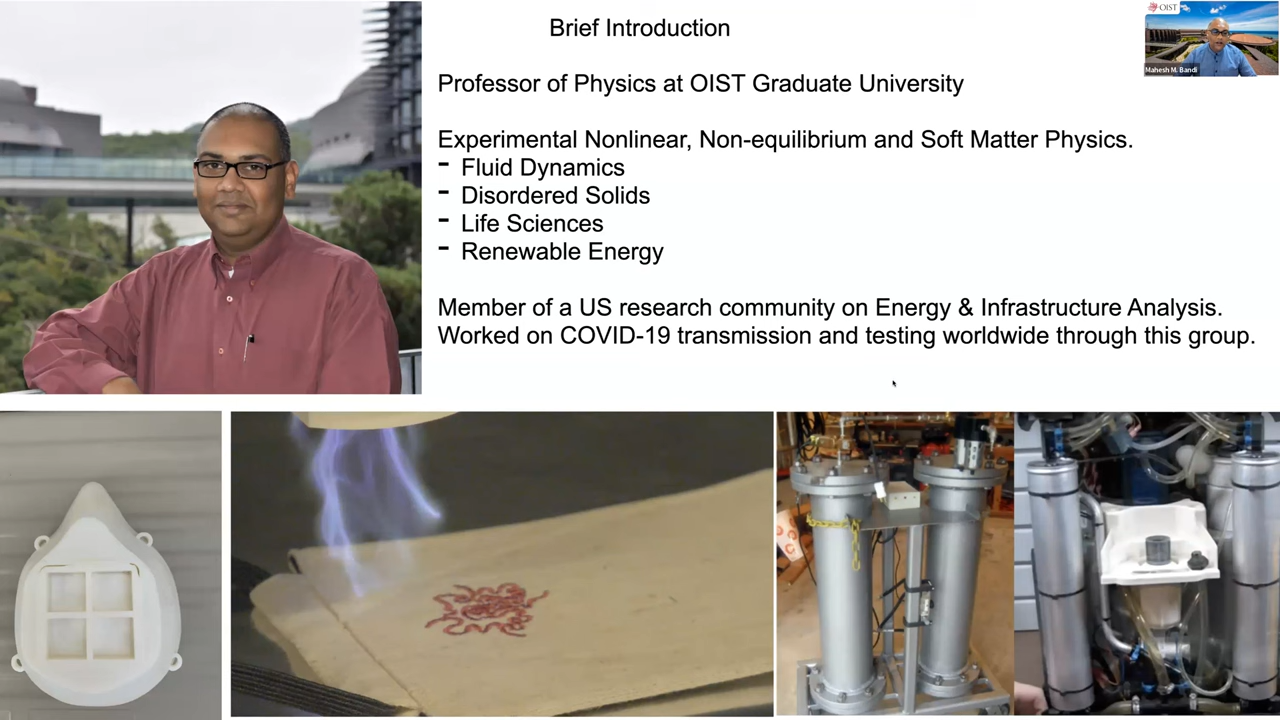 Brief Introduction
OIST
Mahesh M. Bandi
Professor of Physics at OIST Graduate University
Experimental Nonlinear, Non-equilibrium and Soft Matter Physics.
- Fluid Dynamics
- Disordered Solids
- Life Sciences
- Renewable Energy
Member of a US research community on Energy & Infrastructure Analysis.
Worked on COVID-19 transmission and testing worldwide through this group.